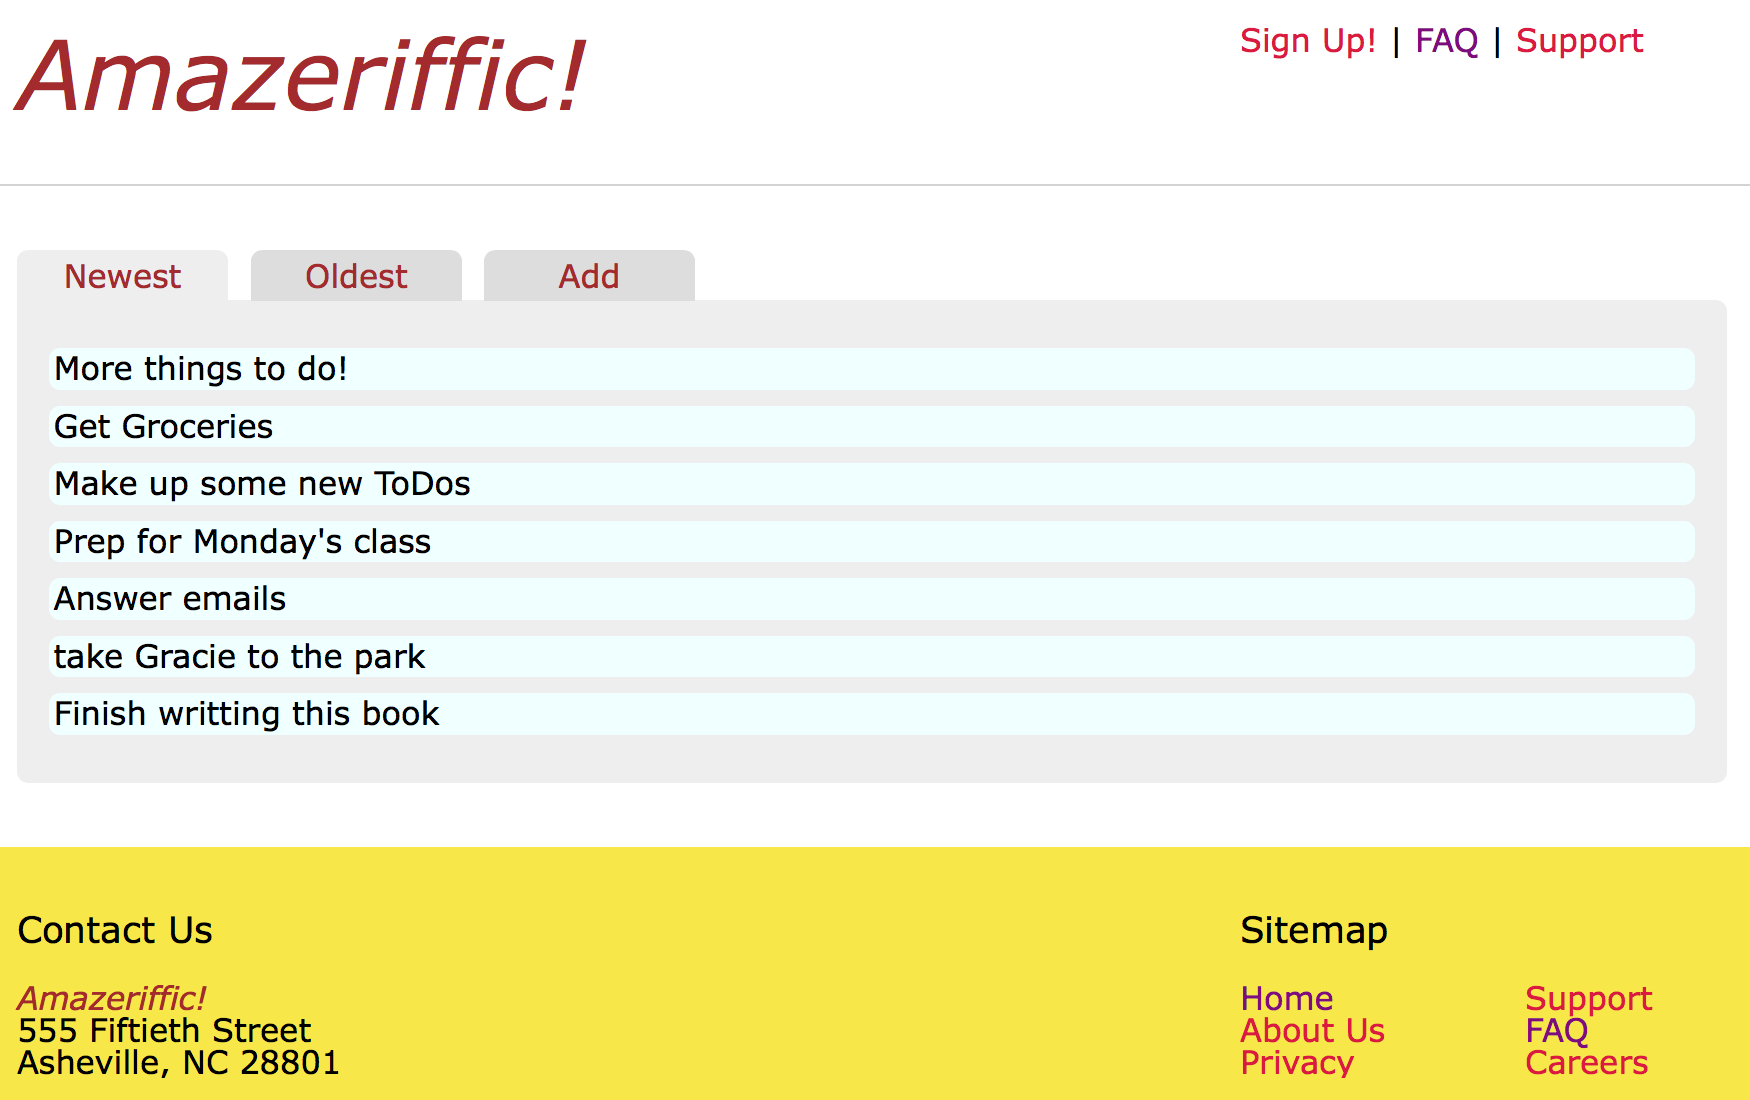 Amazeriffic!
Sign Up! | FAQ | Support
Newest
Oldest
Add
More things to do!
Get Groceries
Make up some new ToDos
Prep for Monday's class
Answer emails
take Gracie to the park
Finish writting this book
Contact Us
Amazeriffic!
555 Fiftieth Street
Asheville, NC 28801
Sitemap
Home
About Us
Privacy
Support
FAQ
Careers